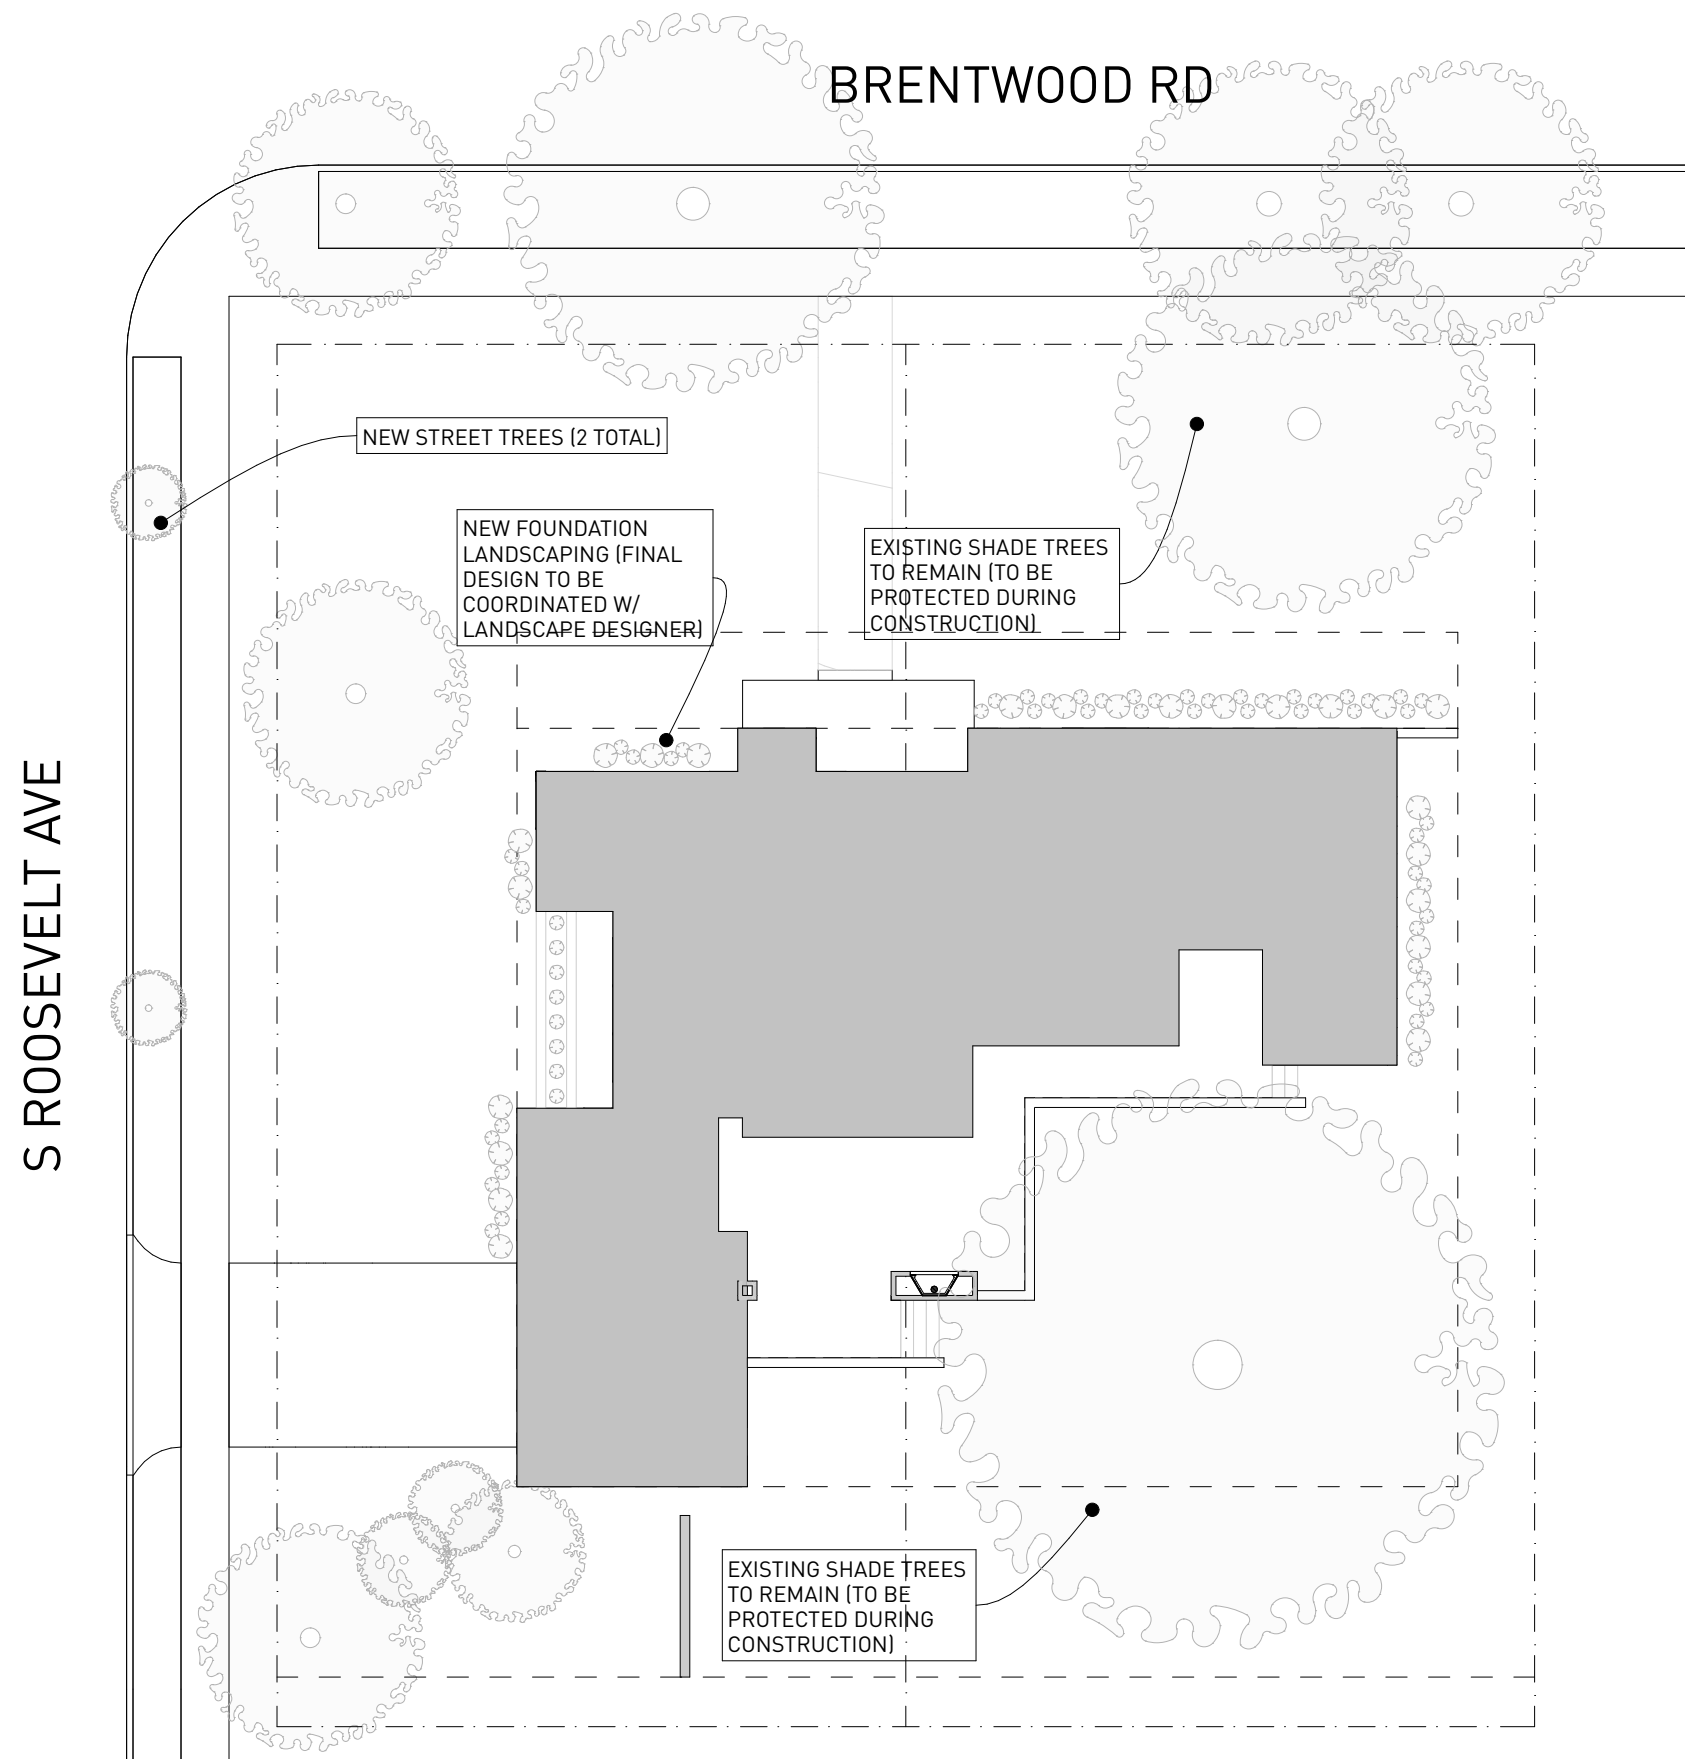 BRENTWOOD RD
NEW STREET TREES (2 TOTAL)
NEW FOUNDATION
LANDSCAPING (FINAL
DESIGN TO BE
COORDINATED W/
LANDSCAPE DESIGNER)
EXISTING SHADE TREES
TO REMAIN (TO BE
PROTECTED DURING
CONSTRUCTION)
S ROOSEVELT AVE
EXISTING SHADE TREES
TO REMAIN (TO BE
PROTECTED DURING
CONSTRUCTION)